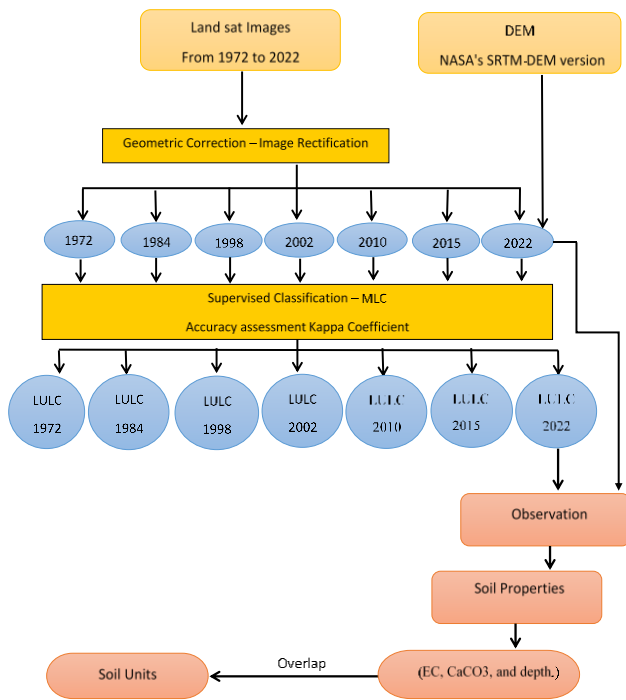 Land sat Images
From 1972 to 2022
DEM
NASA's SRTM-DEM version
Geometric Correction – Image Rectification
1972
1984
1998
2002
2010
2015
2022
Supervised Classification – MLC
Accuracy assessment Kappa Coefficient
LULC
1972
LULC
1984
LULC
1998
LULC
2002
LULC
2010
LULC
2015
LULC
2022
Observation
Soil Properties
(EC, CaCO3, and depth.)
Overlap
Soil Units